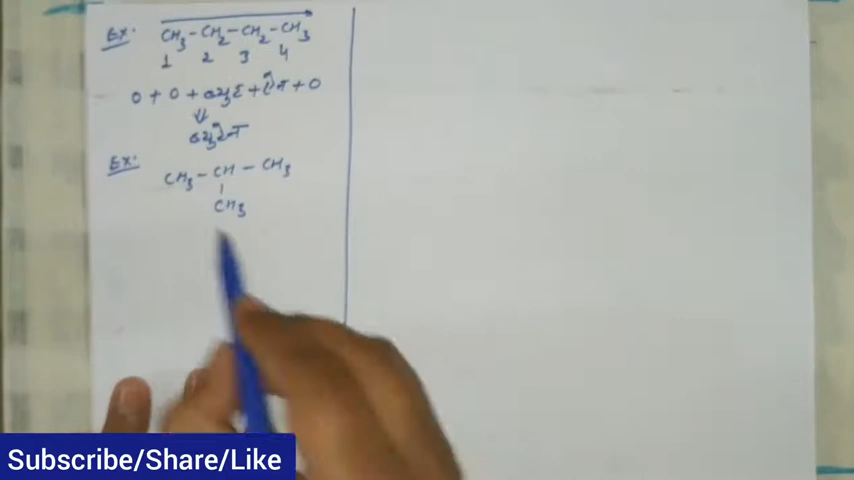 Ex:
CH₃-CH₂-CH₂-CH₃
1 2 3 4
0 + 0 + + + 0
⇓
Ex:
CH₃-CH-CH₃
|
CH₃
Subscribe/Share/Like